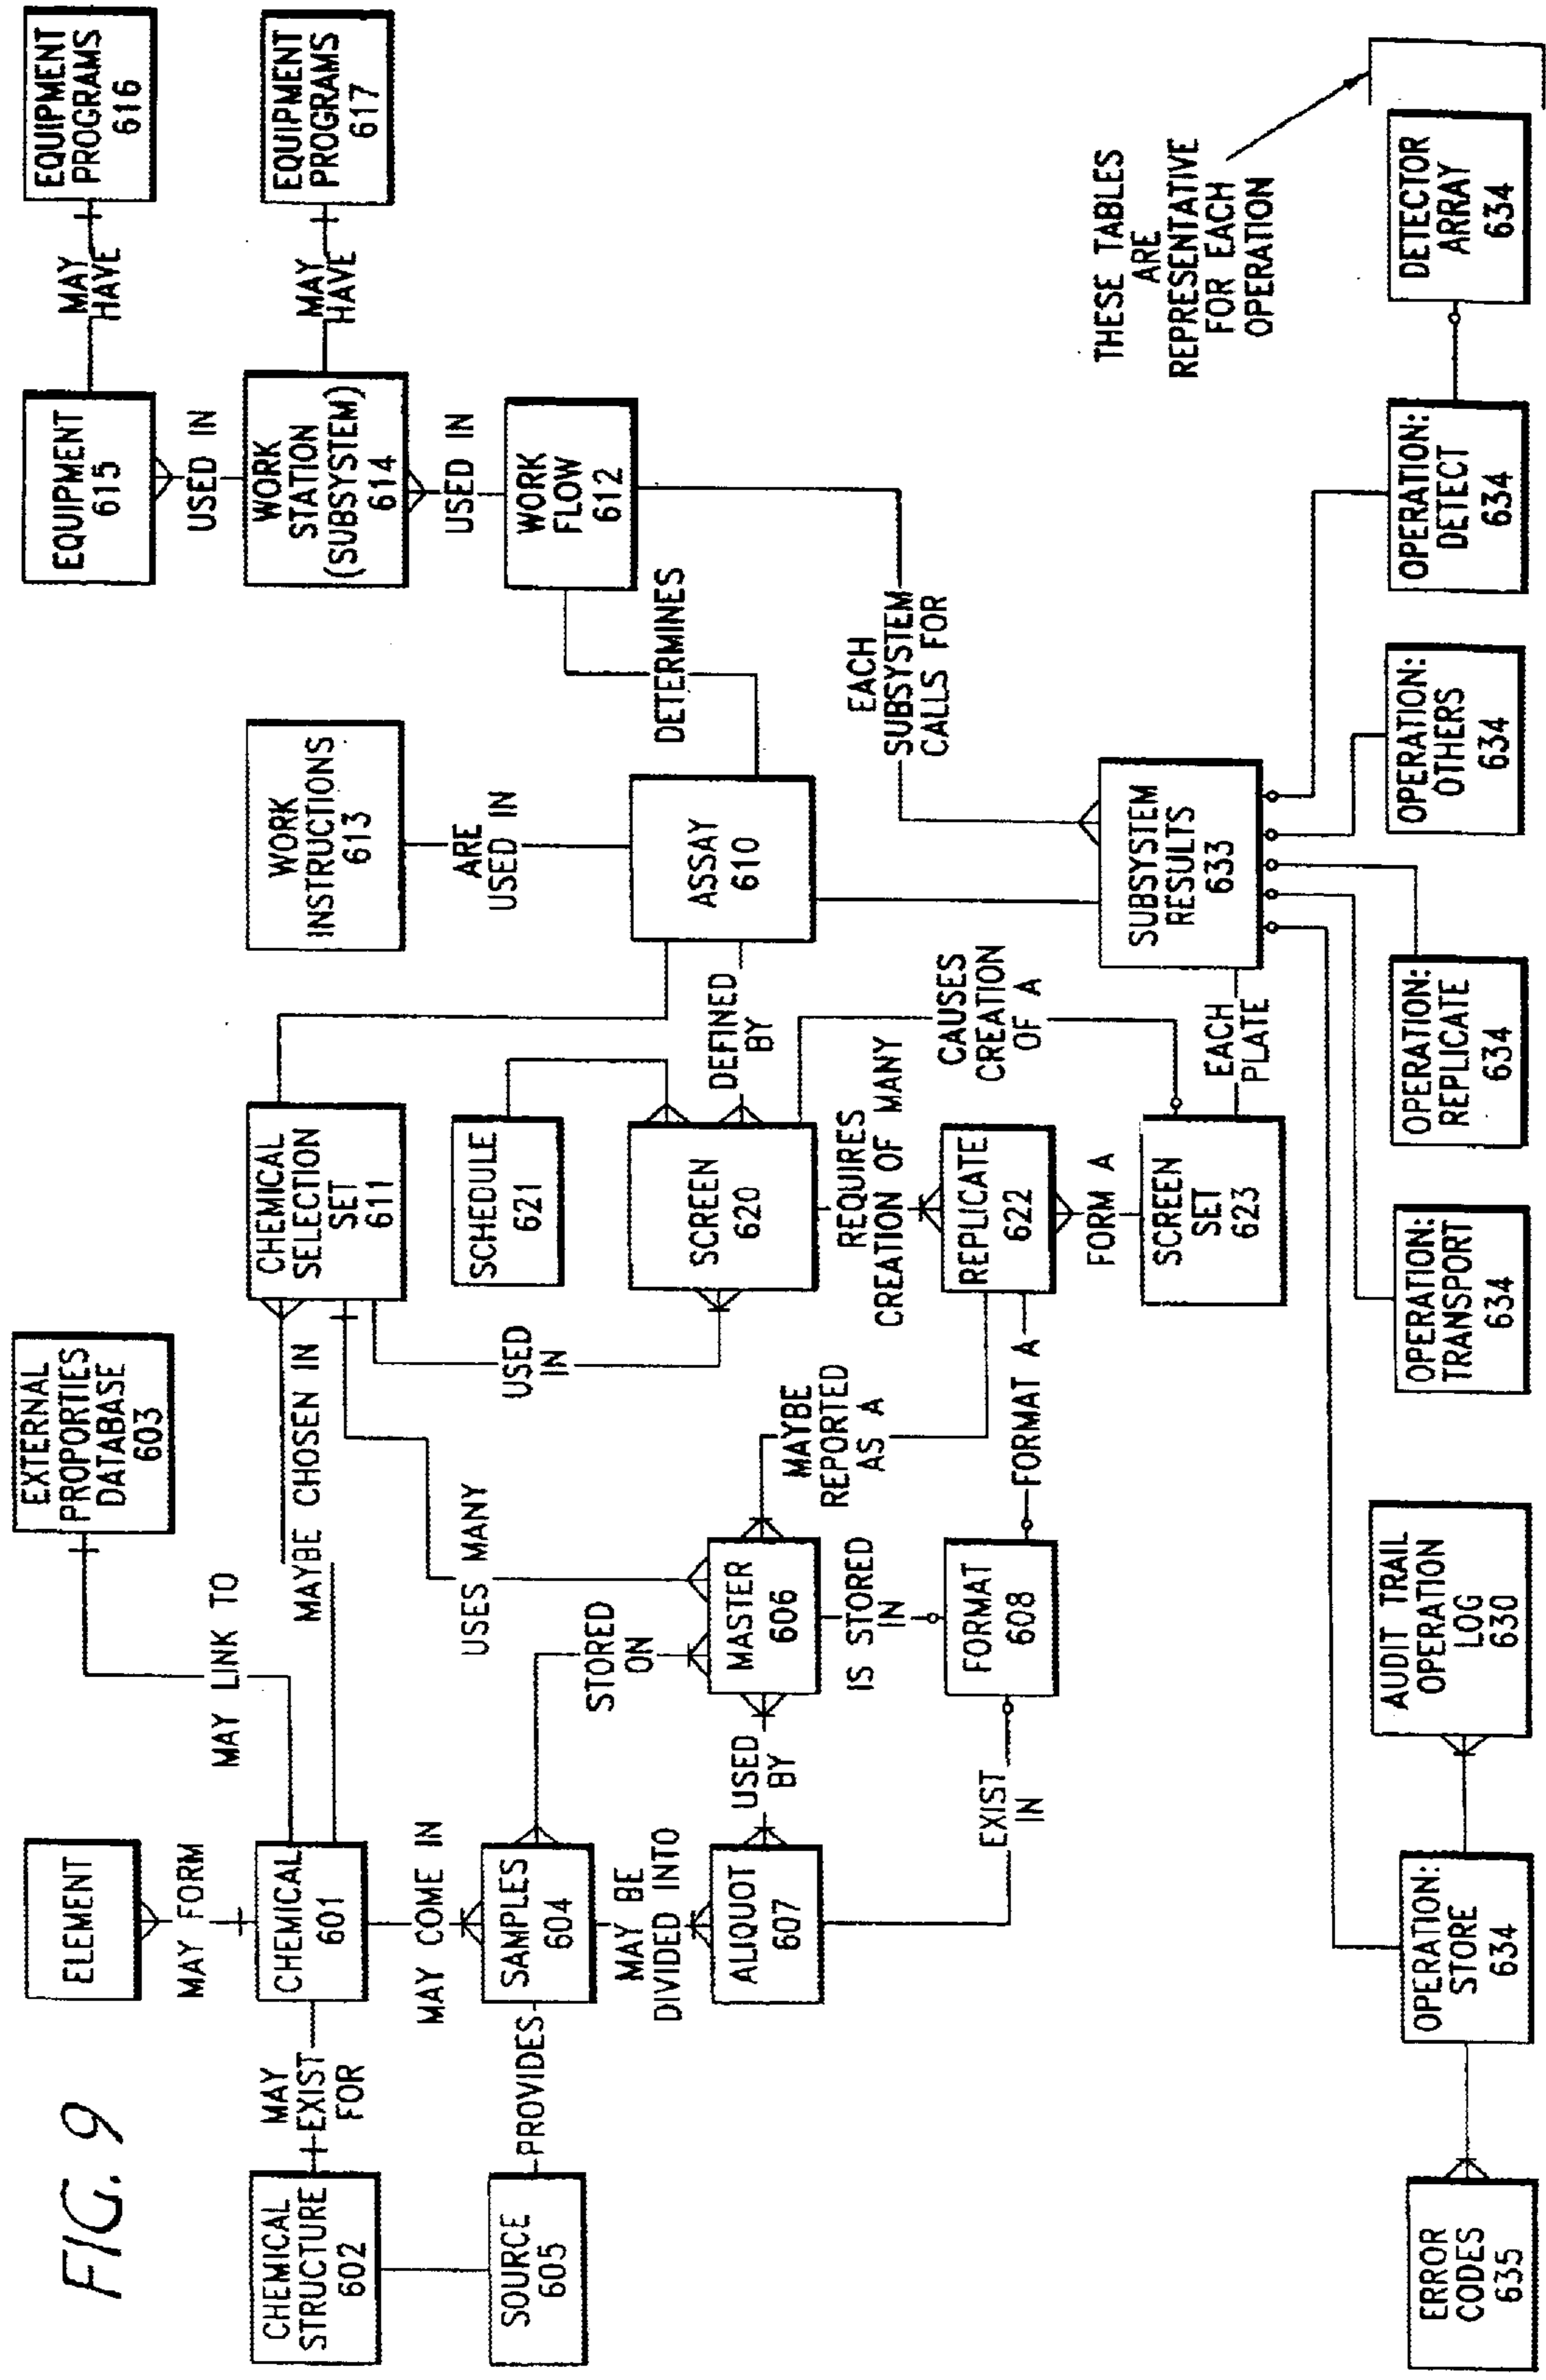 FIG. 9
ELEMENT
EXTERNAL
PROPORTIES
DATABASE
603
EQUIPMENT
615
MAY
HAVE
EQUIPMENT
PROGRAMS
616
MAY FORM
MAY LINK TO
USED IN
CHEMICAL
STRUCTURE
602
MAY
EXIST
FOR
CHEMICAL
601
MAYBE CHOSEN IN
CHEMICAL
SELECTION
SET
611
WORK
INSTRUCTIONS
613
WORK
STATION
(SUBSYSTEM)
614
MAY
HAVE
EQUIPMENT
PROGRAMS
617
MAY COME IN
USES MANY
USED
IN
SCHEDULE
621
ARE
USED IN
USED IN
SOURCE
605
PROVIDES
SAMPLES
604
STORED
ON
WORK
FLOW
612
MAY BE
DIVIDED INTO
SCREEN
620
DEFINED
BY
ASSAY
610
DETERMINES
ALIQUOT
607
USED
BY
MASTER
606
MAYBE
REPORTED
AS A
REQUIRES
CREATION OF MANY
CAUSES
CREATION
OF A
EACH
SUBSYSTEM
CALLS FOR
IS STORED
IN
EXIST
IN
FORMAT
608
FORMAT A
REPLICATE
622
FORM A
SCREEN
SET
623
EACH
PLATE
SUBSYSTEM
RESULTS
633
THESE TABLES
ARE
REPRESENTATIVE
FOR EACH
OPERATION
ERROR
CODES
635
OPERATION:
STORE
634
AUDIT TRAIL
OPERATION
LOG
630
OPERATION:
TRANSPORT
634
OPERATION:
REPLICATE
634
OPERATION:
OTHERS
634
OPERATION:
DETECT
634
DETECTOR
ARRAY
634